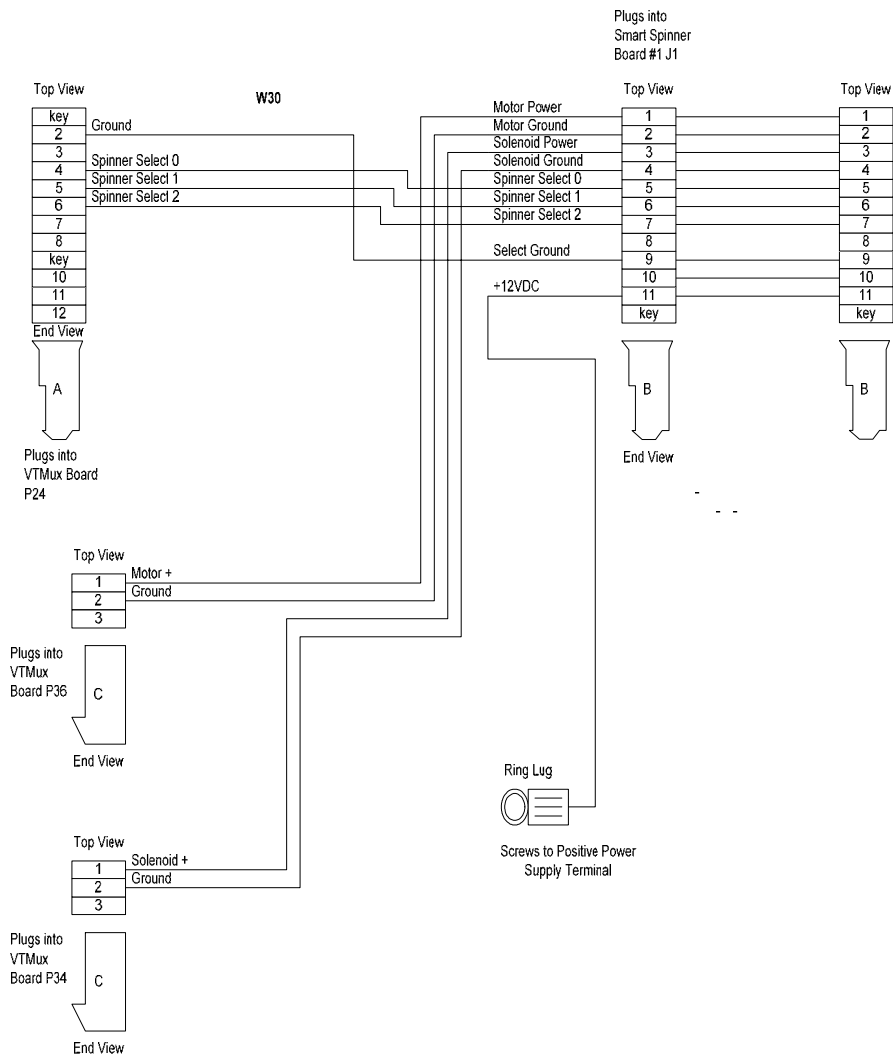 Plugs into
Smart Spinner
Board #1 J1
Top View
W30
Top View
Top View
key
2
3
4
5
6
7
8
key
10
11
12
Ground
Spinner Select 0
Spinner Select 1
Spinner Select 2
End View
A
Plugs into
VTMux Board
P24
Motor Power
Motor Ground
Solenoid Power
Solenoid Ground
Spinner Select 0
Spinner Select 1
Spinner Select 2
Select Ground
+12VDC
1
2
3
4
5
6
7
8
9
10
11
key
B
End View
1
2
3
4
5
6
7
8
9
10
11
key
B
-
- -
Top View
1
2
3
Motor +
Ground
Plugs into
VTMux
Board P36
C
End View
Ring Lug
Screws to Positive Power
Supply Terminal
Top View
1
2
3
Solenoid +
Ground
Plugs into
VTMux
Board P34
C
End View